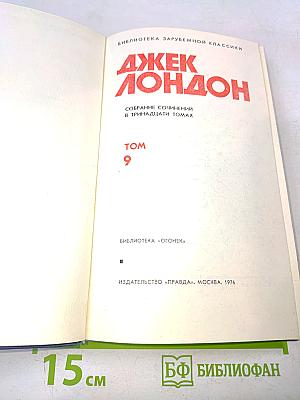 БИБЛИОТЕКА ЗАРУБЕЖНОЙ КЛАССИКИ
ДЖЕК
ЛОНДОН
СОБРАНИЕ СОЧИНЕНИЙ
В ТРИНАДЦАТИ ТОМАХ
ТОМ
9
БИБЛИОТЕКА «ОГОНЕК»
ИЗДАТЕЛЬСТВО «ПРАВДА». МОСКВА. 1976
15 см
БФ БИБЛИОФАН